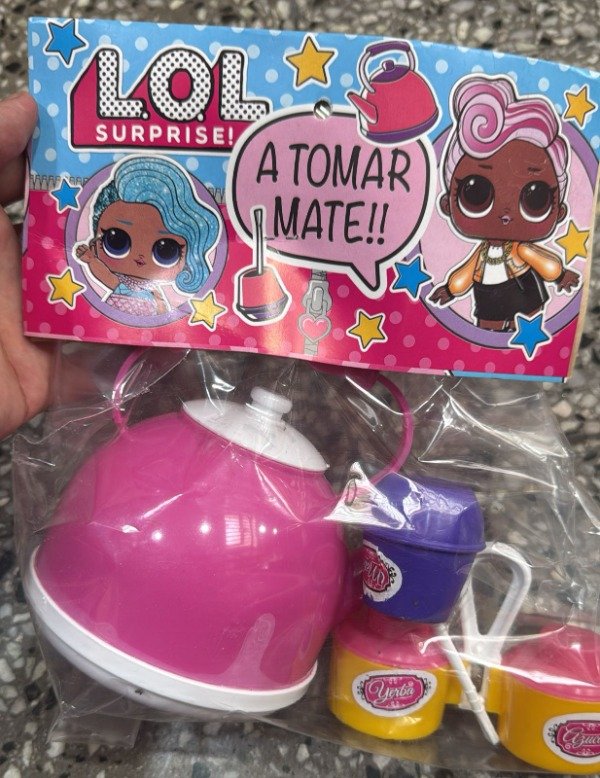 L.O.L
SURPRISE!
A TOMAR
MATE!!
Yerba